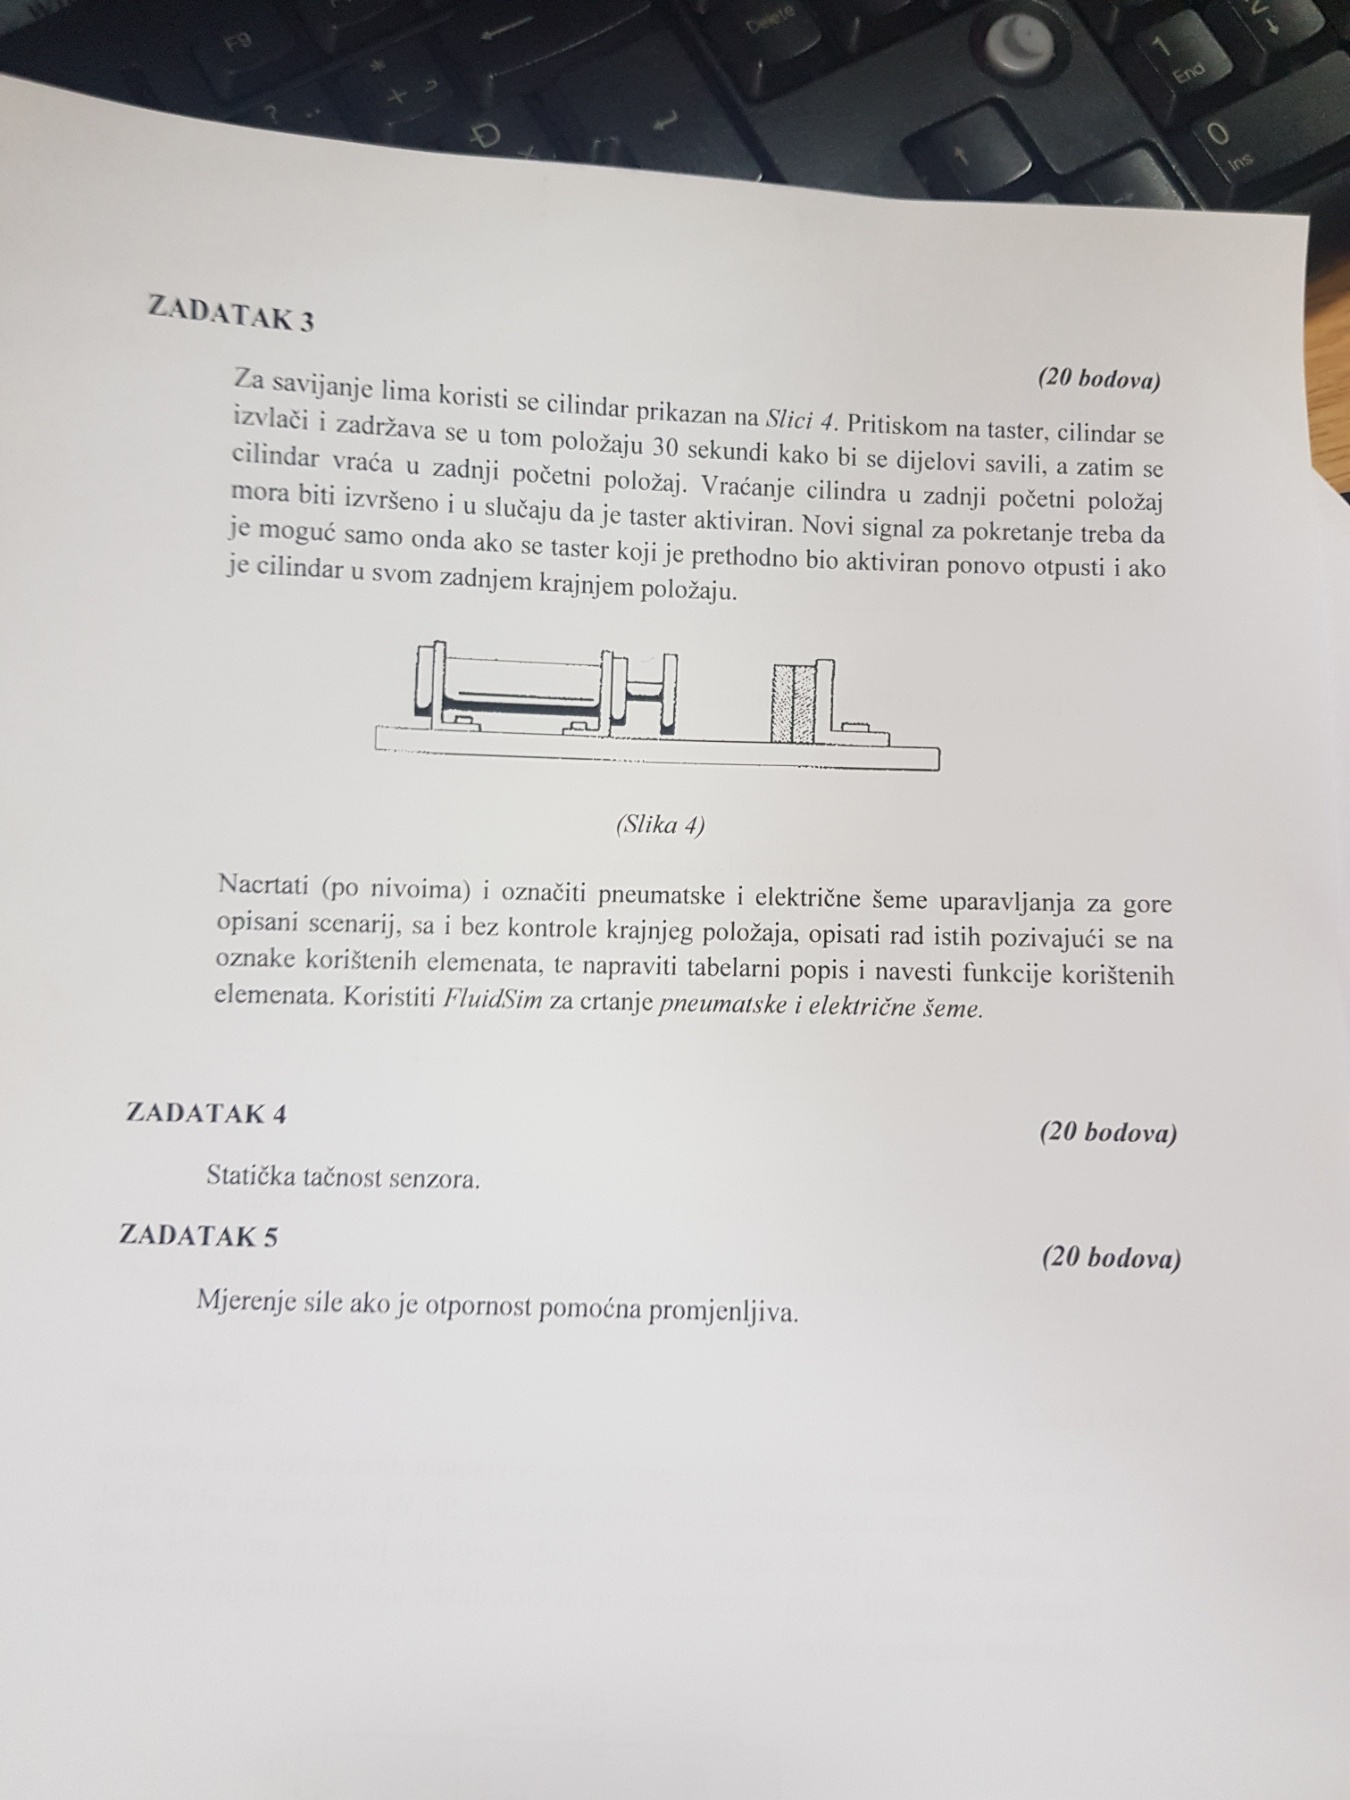 F9
Delete
1
End
0
Ins
*
+
?
Đ
ZADATAK 3
(20 bodova)
Za savijanje lima koristi se cilindar prikazan na Slici 4. Pritiskom na taster, cilindar se
izvlači i zadržava se u tom položaju 30 sekundi kako bi se dijelovi savili, a zatim se
cilindar vraća u zadnji početni položaj. Vraćanje cilindra u zadnji početni položaj
mora biti izvršeno i u slučaju da je taster aktiviran. Novi signal za pokretanje treba da
je moguć samo onda ako se taster koji je prethodno bio aktiviran ponovo otpusti i ako
je cilindar u svom zadnjem krajnjem položaju.
(Slika 4)
Nacrtati (po nivoima) i označiti pneumatske i električne šeme uparavljanja za gore
opisani scenarij, sa i bez kontrole krajnjeg položaja, opisati rad istih pozivajući se na
oznake korištenih elemenata, te napraviti tabelarni popis i navesti funkcije korištenih
elemenata. Koristiti FluidSim za crtanje pneumatske i električne šeme.
ZADATAK 4
(20 bodova)
Statička tačnost senzora.
ZADATAK 5
(20 bodova)
Mjerenje sile ako je otpornost pomoćna promjenljiva.